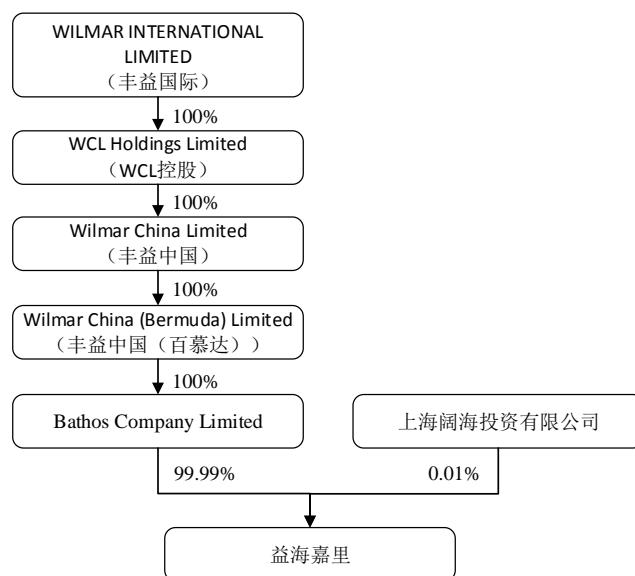 WILMAR INTERNATIONAL
LIMITED
（丰益国际）
100%
WCL Holdings Limited
（WCL控股）
100%
Wilmar China Limited
（丰益中国）
100%
Wilmar China (Bermuda) Limited
（丰益中国（百慕达））
100%
Bathos Company Limited
上海阔海投资有限公司
99.99%
0.01%
益海嘉里